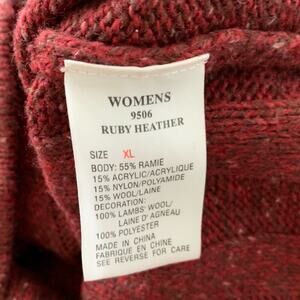 WOMENS
9506
RUBY HEATHER
SIZE XL
BODY: 55% RAMIE
15% ACRYLIC/ACRYLIQUE
15% NYLON/POLYAMIDE
15% WOOL/LAINE
DECORATION:
100% LAMBS' WOOL/
LAINE D' AGNEAU
100% POLYESTER
MADE IN CHINA
FABRIQUE EN CHINE
SEE REVERSE FOR CARE